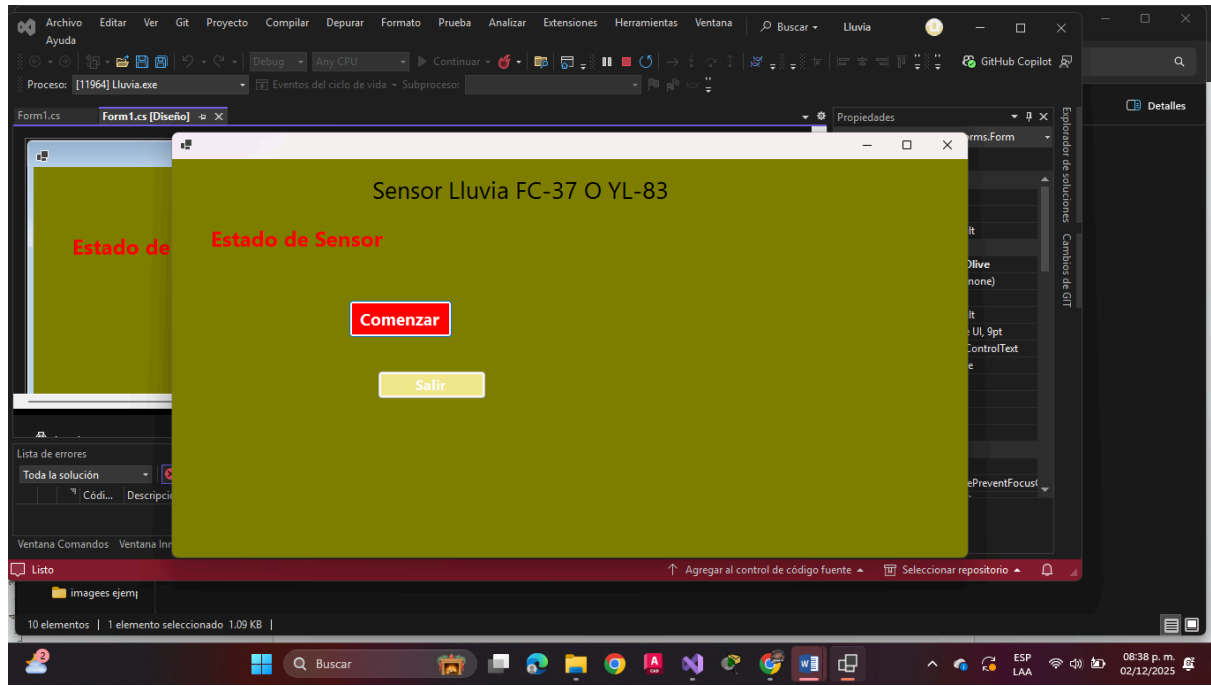 Archivo Editar Ver Git Proyecto Compilar Depurar Formato Prueba Analizar Extensiones Herramientas Ventana Buscar Lluvia
Ayuda
Debug Any CPU Continuar GitHub Copilot
Proceso: [11964] Lluvia.exe Eventos del ciclo de vida Subproceso:
Detalles
Form1.cs Form1.cs [Diseño] Propiedades
Explorador de soluciones
Cambios de GIT
Sensor Lluvia FC-37 O YL-83
Estado de
Estado de Sensor
Comenzar
Salir
Lista de errores
Toda la solución
Códi... Descripci
Ventana Comandos
Listo Agregar al control de código fuente Seleccionar repositorio
imagees
10 elementos 1 elemento seleccionado 1.09 KB
2
Buscar
ESP
LAA
08:38 p. m.
02/12/2025